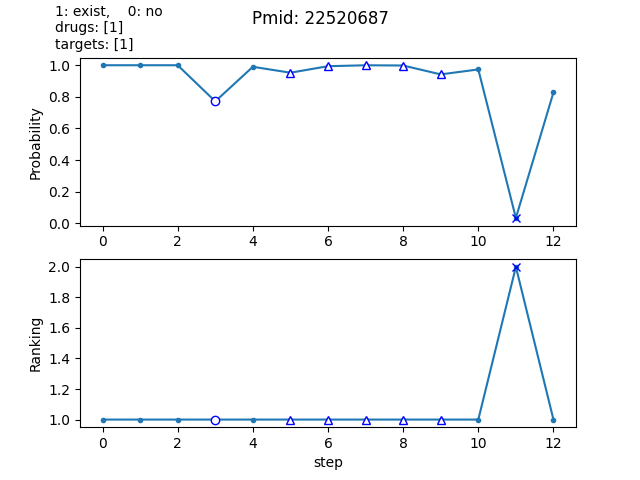 1: exist,    0: no
Pmid: 22520687
drugs: [1]
targets: [1]
1.0
0.8
0.6
0.4
0.2
0.0
Probability
0 2 4 6 8 10 12
2.0
1.8
1.6
1.4
1.2
1.0
Ranking
0 2 4 6 8 10 12
step